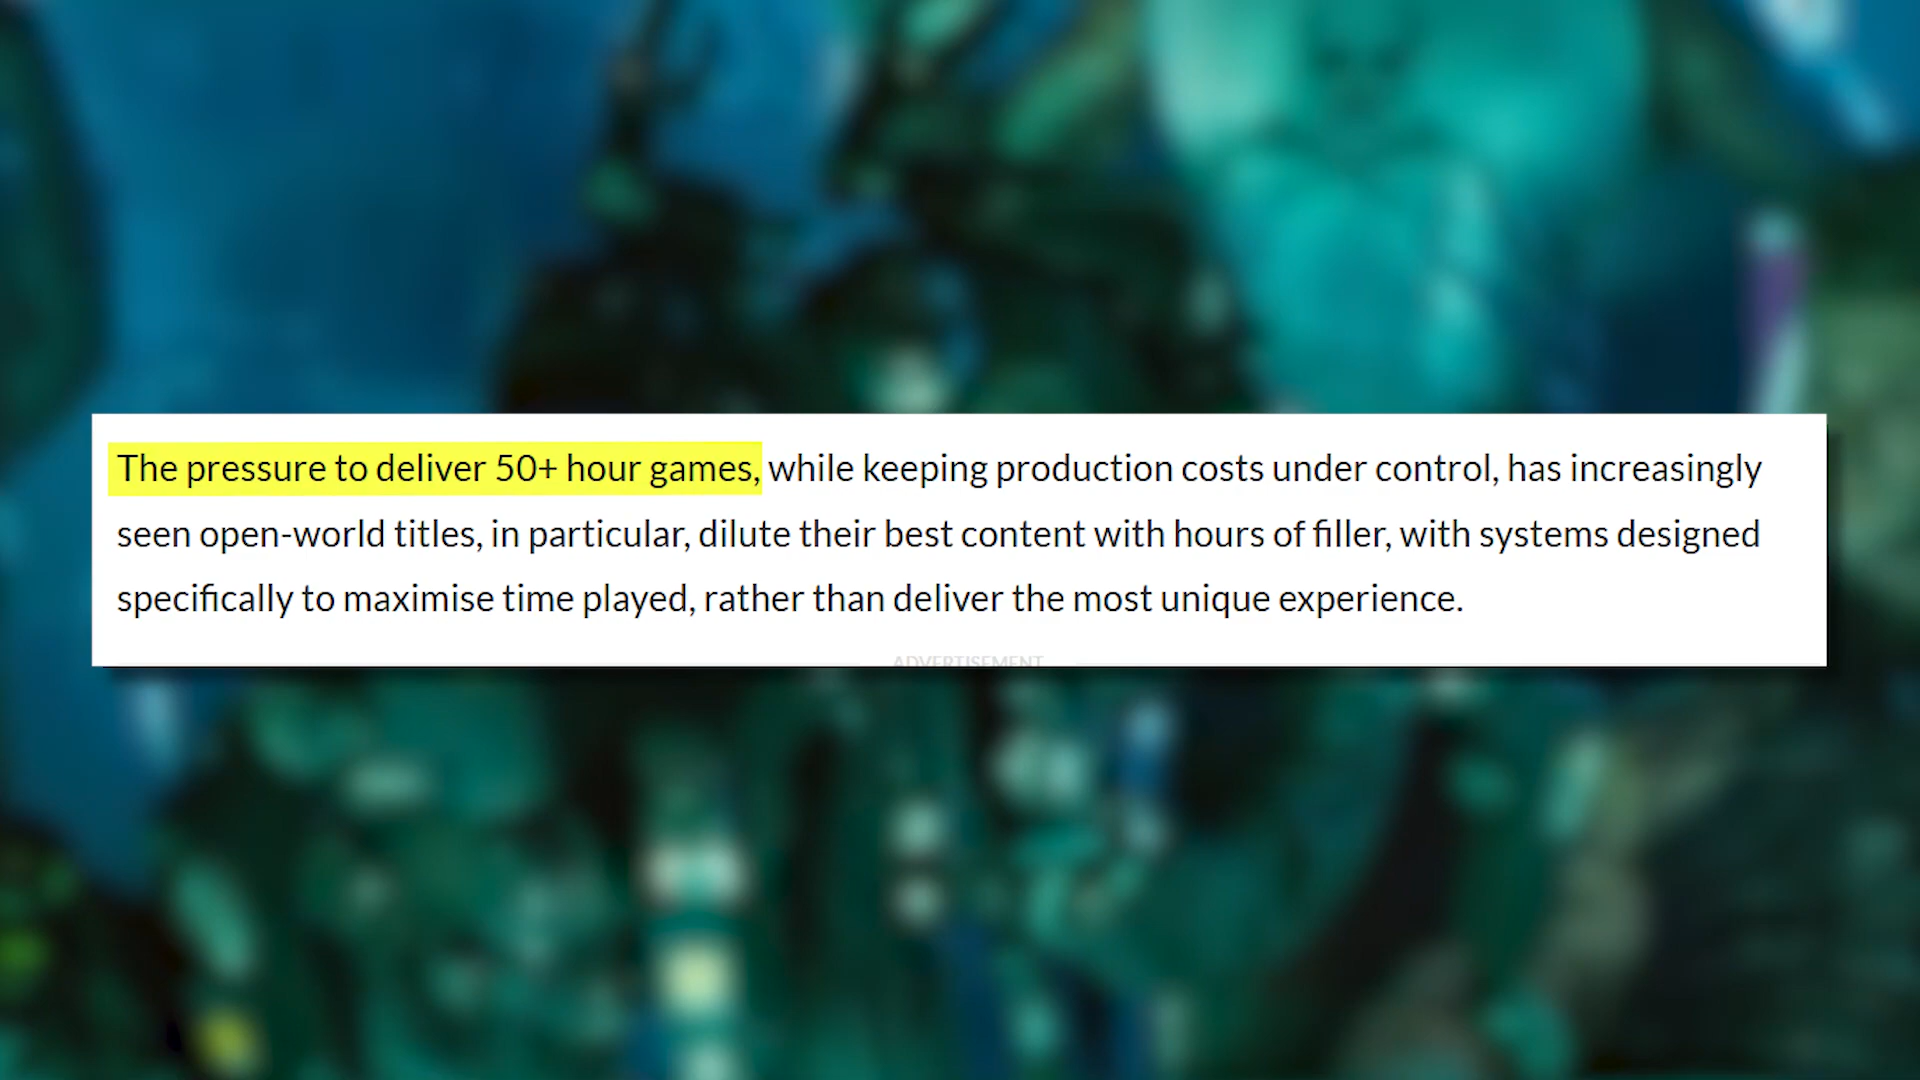 The pressure to deliver 50+ hour games, while keeping production costs under control, has increasingly
seen open-world titles, in particular, dilute their best content with hours of filler, with systems designed
specifically to maximise time played, rather than deliver the most unique experience.
ADVERTISEMENT